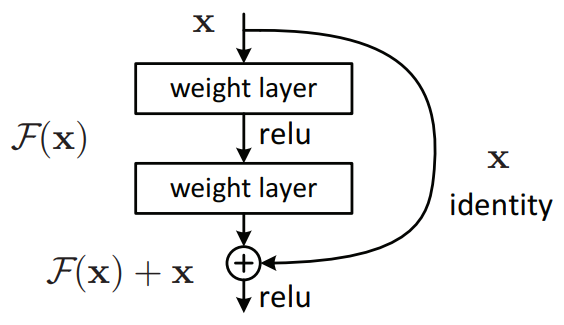 x
weight layer
relu
F(x)
x
weight layer
identity
F(x) + x
relu